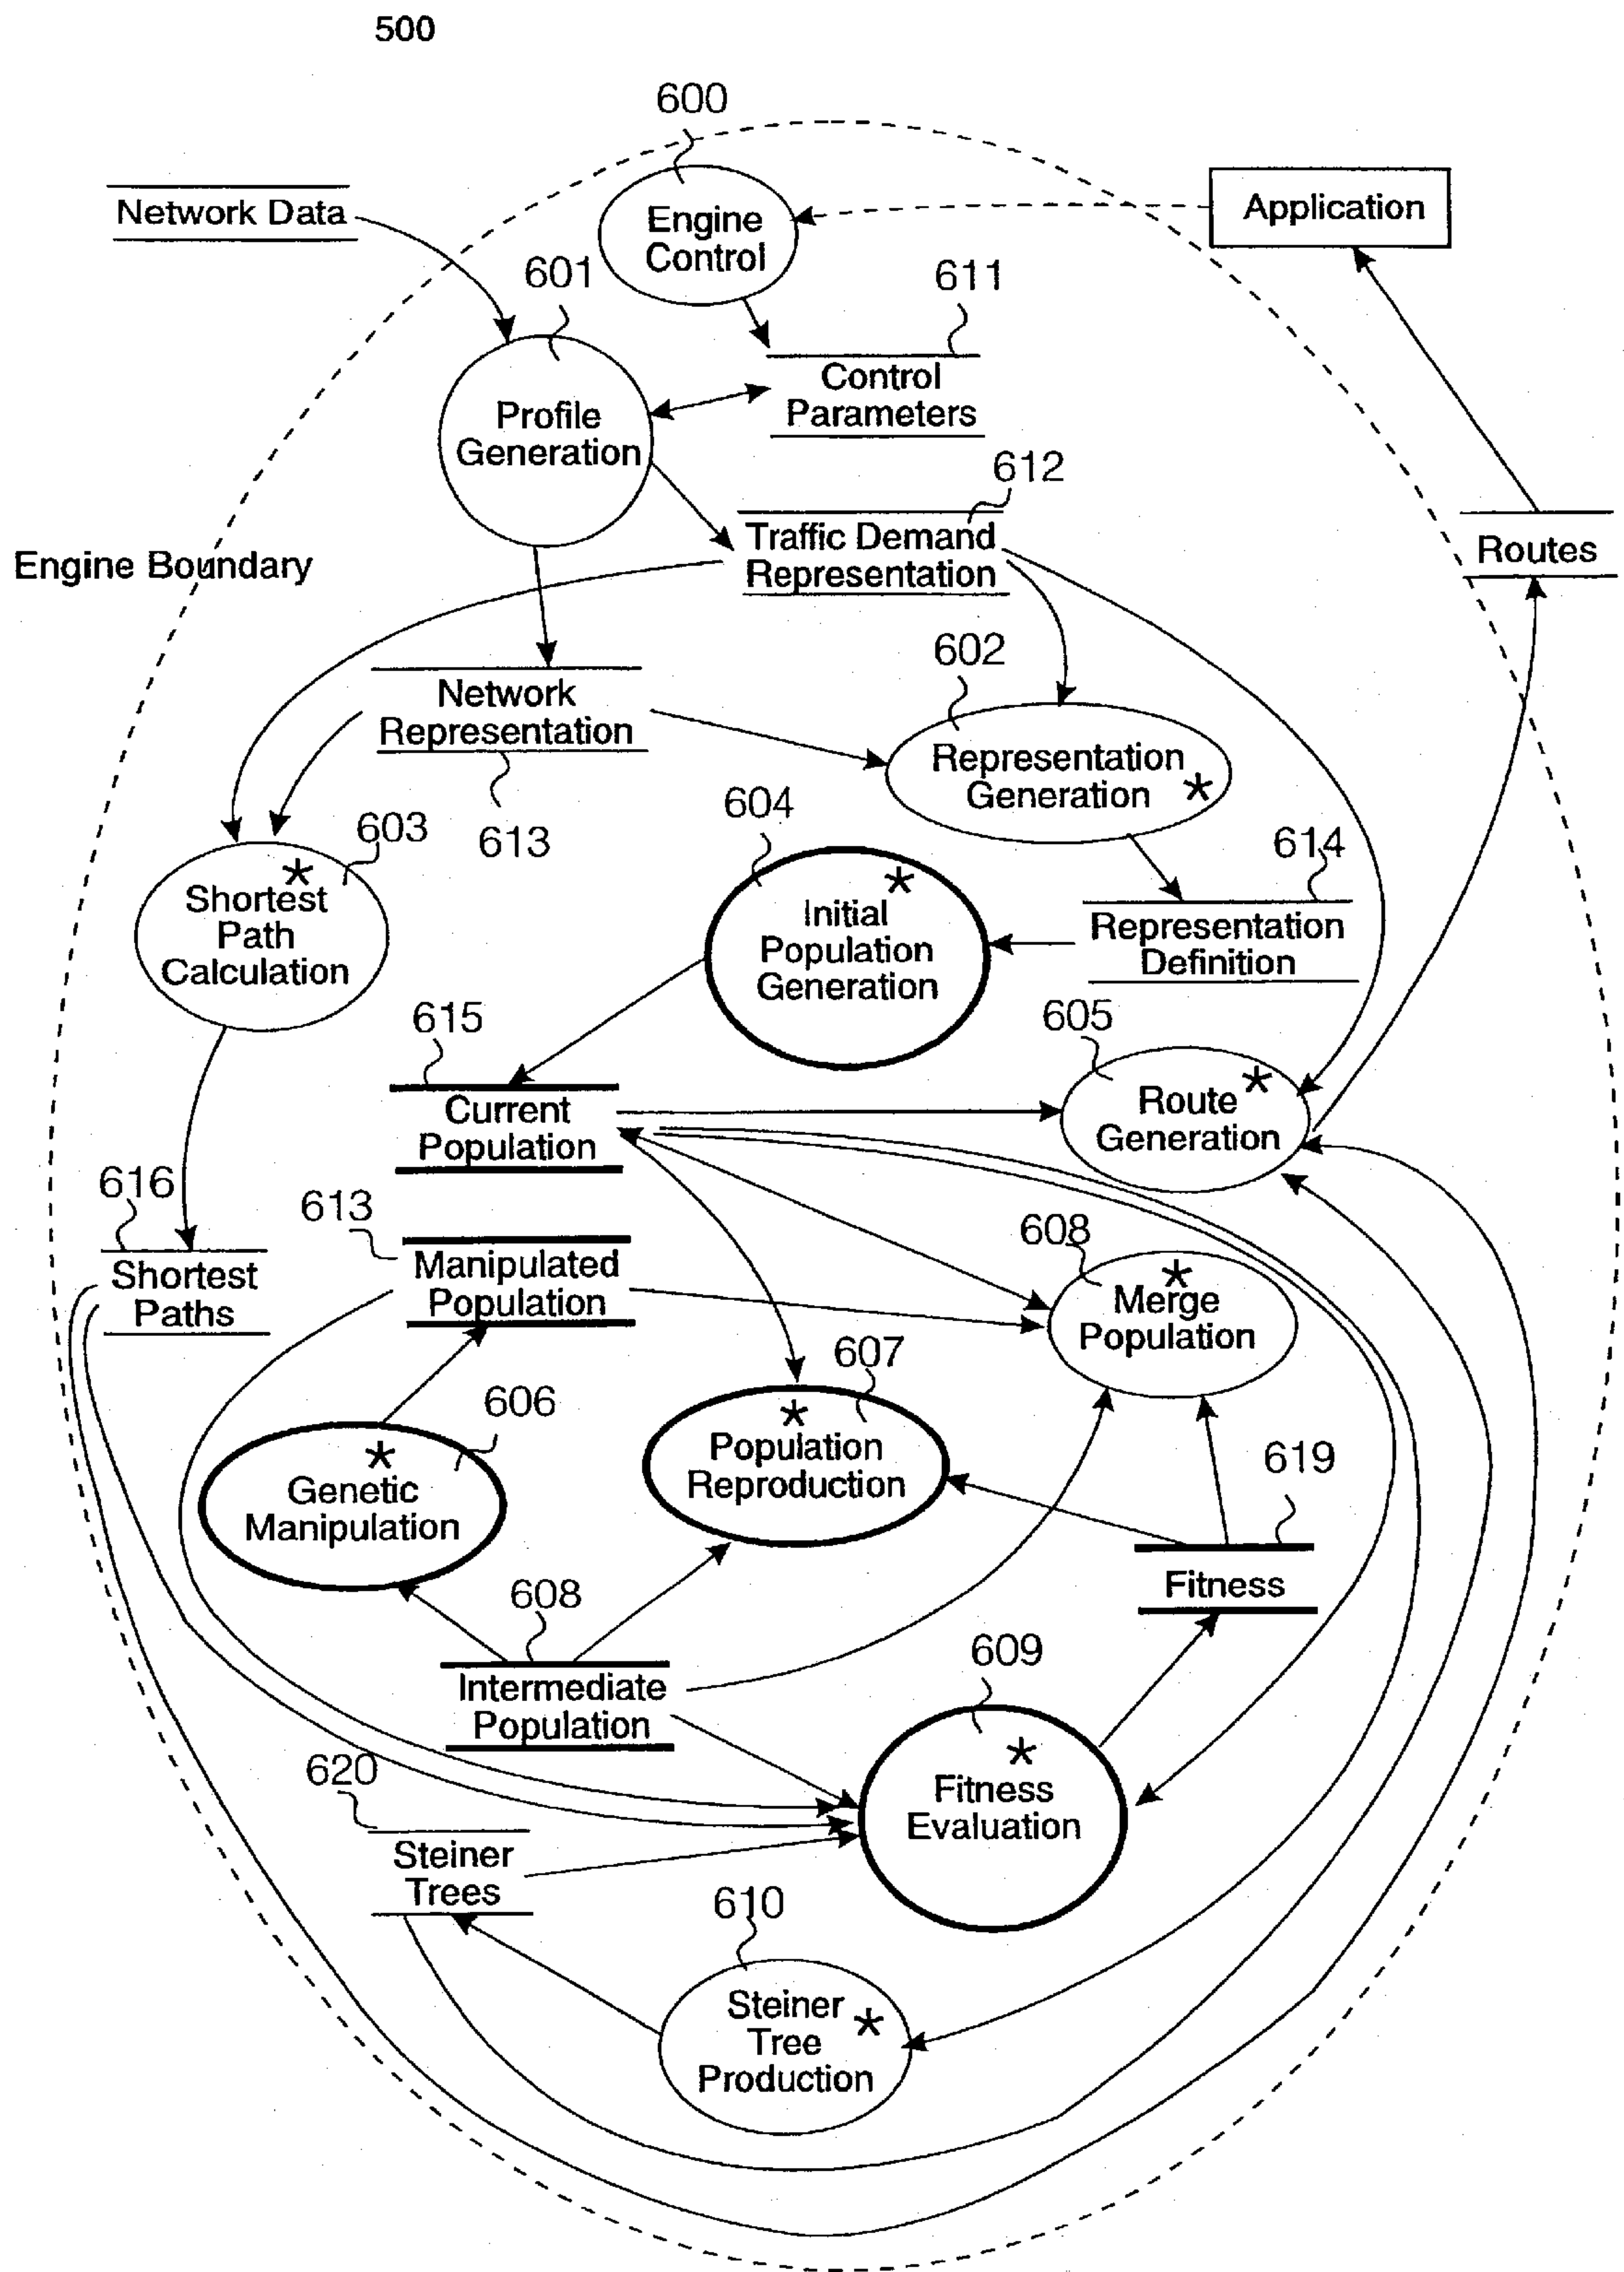 500
600
Network Data
Engine
Control
Application
601
611
Profile
Generation
Control
Parameters
612
Traffic Demand
Representation
Engine Boundary
Routes
602
Network
Representation
613
Representation
Generation *
604
603
614
*
Shortest
Path
Calculation
*
Initial
Population
Generation
Representation
Definition
615
605
Current
Population
*
Route
Generation
616
613
608
Shortest
Paths
Manipulated
Population
*
Merge
Population
607
606
*
Population
Reproduction
619
*
Genetic
Manipulation
608
Fitness
609
Intermediate
Population
620
*
Fitness
Evaluation
Steiner
Trees
610
Steiner
Tree *
Production